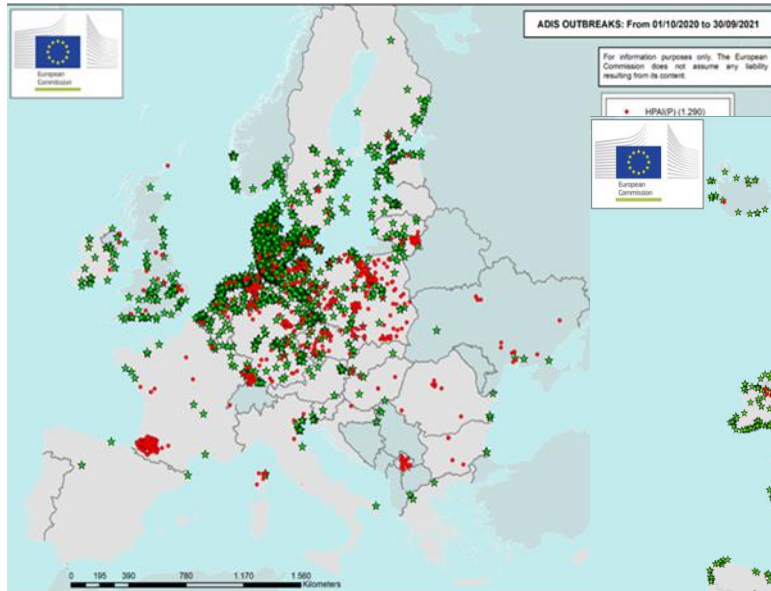 European
Commission
ADIS OUTBREAKS: From 01/10/2020 to 30/09/2021
For information purposes only. The European
Commission does not assume any liability
resulting from its content.
HPAI(P) (1.290)
European
Commission
0 195 390 780 1.170 1.560
Kilometers